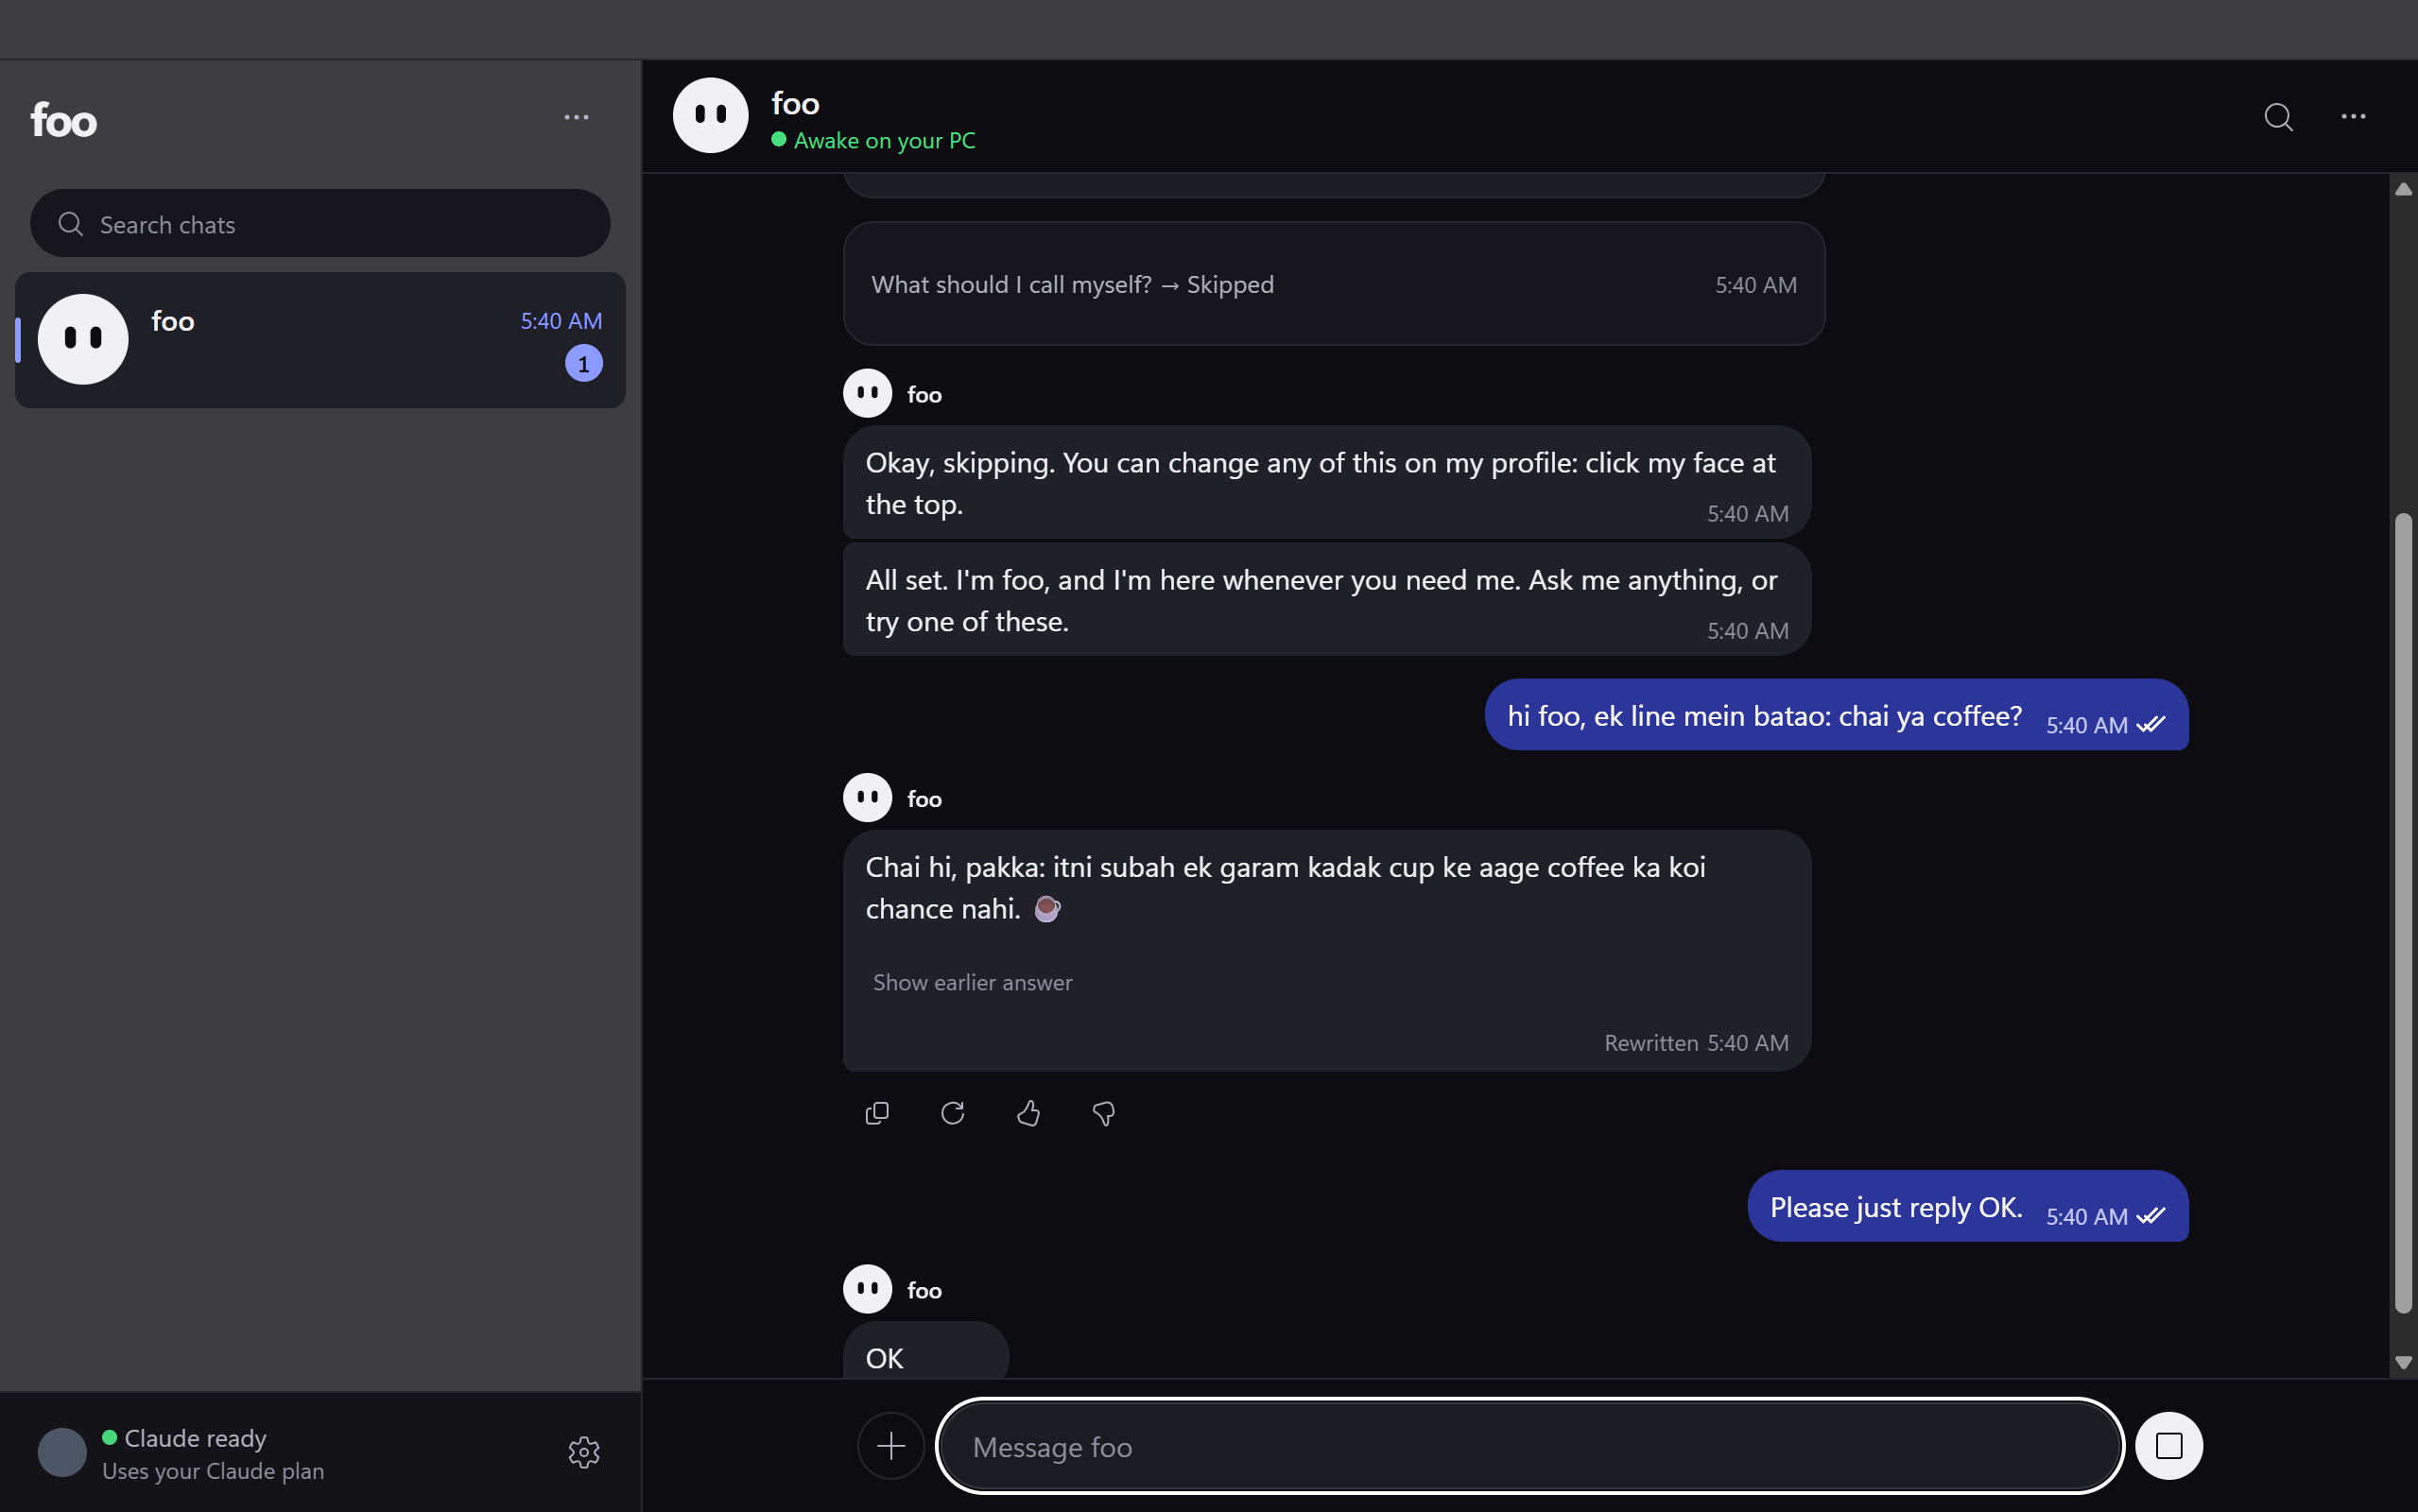 foo
Search chats
foo
5:40 AM
1
Claude ready
Uses your Claude plan
foo
Awake on your PC
What should I call myself? → Skipped
5:40 AM
foo
Okay, skipping. You can change any of this on my profile: click my face at
the top.
5:40 AM
All set. I'm foo, and I'm here whenever you need me. Ask me anything, or
try one of these.
5:40 AM
hi foo, ek line mein batao: chai ya coffee? 5:40 AM
foo
Chai hi, pakka: itni subah ek garam kadak cup ke aage coffee ka koi
chance nahi. ☕
Show earlier answer
Rewritten 5:40 AM
Please just reply OK. 5:40 AM
foo
OK
Message foo